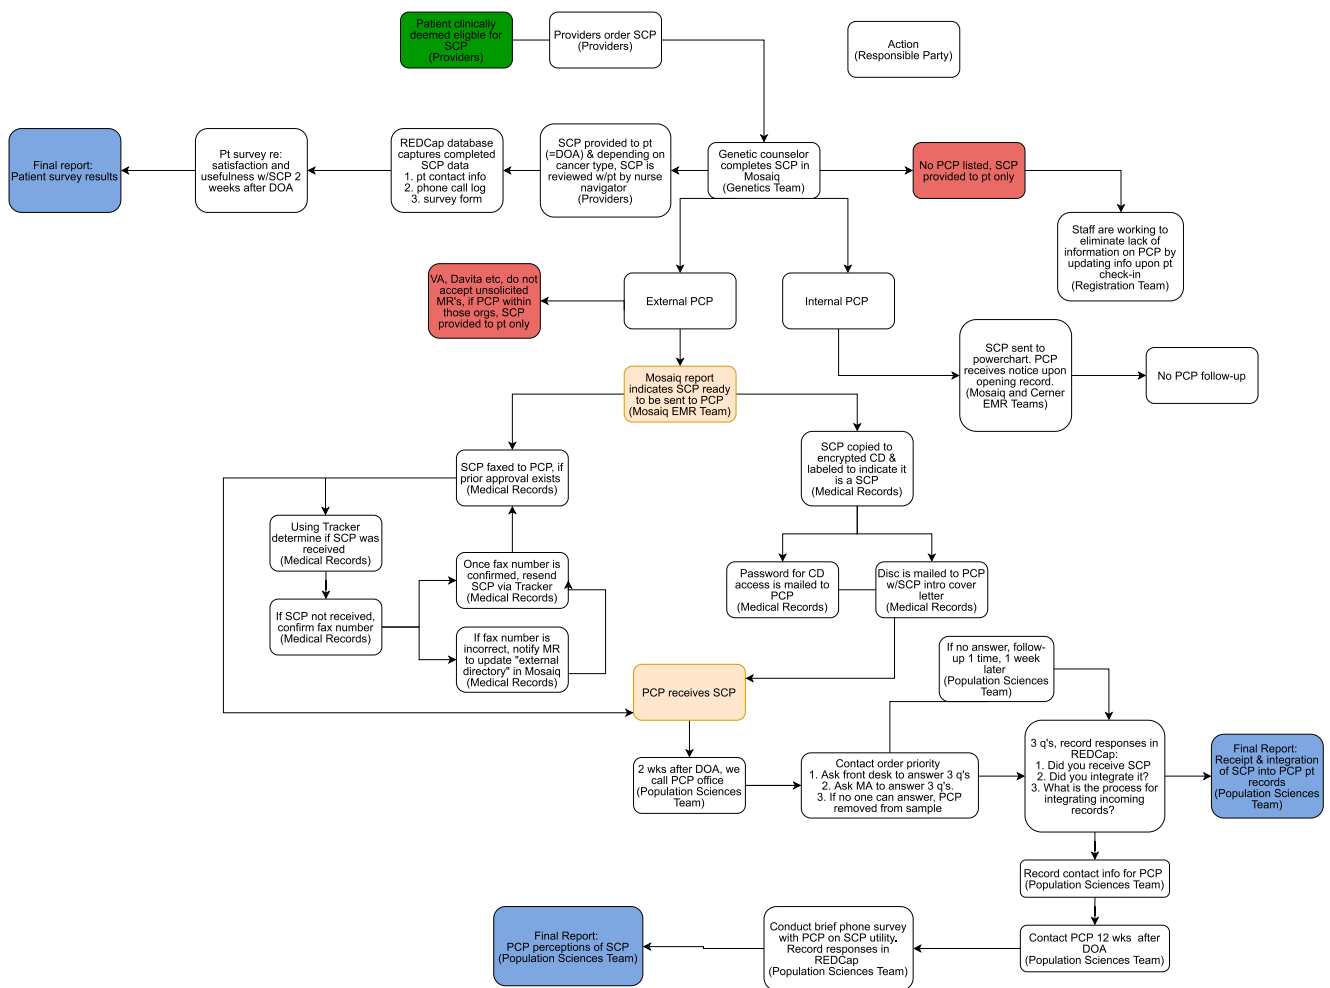 Patient clinically
deemed eligble for
SCP
(Providers)
Providers order SCP
(Providers)
Action
(Responsible Party)
Final report:
Patient survey results
Pt survey re:
satisfaction and
usefulness w/SCP 2
weeks after DOA
REDCap database
captures completed
SCP data
1. pt contact info
2. phone call log
3. survey form
SCP provided to pt
(=DOA) & depending on
cancer type, SCP is
reviewed w/pt by nurse
navigator
(Providers)
Genetic counselor
completes SCP in
Mosaiq
(Genetics Team)
No PCP listed, SCP
provided to pt only
Staff are working to
eliminate lack of
information on PCP by
updating info upon pt
check-in
(Registration Team)
VA, Davita etc, do not
accept unsolicited
MR's, if PCP within
those orgs, SCP
provided to pt only
External PCP
Internal PCP
SCP sent to
powerchart. PCP
receives notice upon
opening record.
(Mosaiq and Cerner
EMR Teams)
No PCP follow-up
Mosaiq report
indicates SCP ready
to be sent to PCP
(Mosaiq EMR Team)
SCP faxed to PCP, if
prior approval exists
(Medical Records)
SCP copied to
encrypted CD &
labeled to indicate it
is a SCP
(Medical Records)
Using Tracker
determine if SCP was
received
(Medical Records)
Once fax number is
confirmed, resend
SCP via Tracker
(Medical Records)
Password for CD
access is mailed to
PCP
(Medical Records)
Disc is mailed to PCP
w/SCP intro cover
letter
(Medical Records)
If SCP not received,
confirm fax number
(Medical Records)
If fax number is
incorrect, notify MR
to update "external
directory" in Mosaiq
(Medical Records)
If no answer, follow-
up 1 time, 1 week
later
(Population Sciences
Team)
PCP receives SCP
2 wks after DOA, we
call PCP office
(Population Sciences
Team)
Contact order priority
1. Ask front desk to answer 3 q's
2. Ask MA to answer 3 q's.
3. If no one can answer, PCP
removed from sample
3 q's, record responses in
REDCap:
1. Did you receive SCP
2. Did you integrate it?
3. What is the process for
integrating incoming
records?
Final Report:
Receipt & integration
of SCP into PCP pt
records
(Population Sciences
Team)
Record contact info for PCP
(Population Sciences Team)
Contact PCP 12 wks after
DOA
(Population Sciences Team)
Conduct brief phone survey
with PCP on SCP utility.
Record responses in
REDCap
(Population Sciences Team)
Final Report:
PCP perceptions of SCP
(Population Sciences Team)